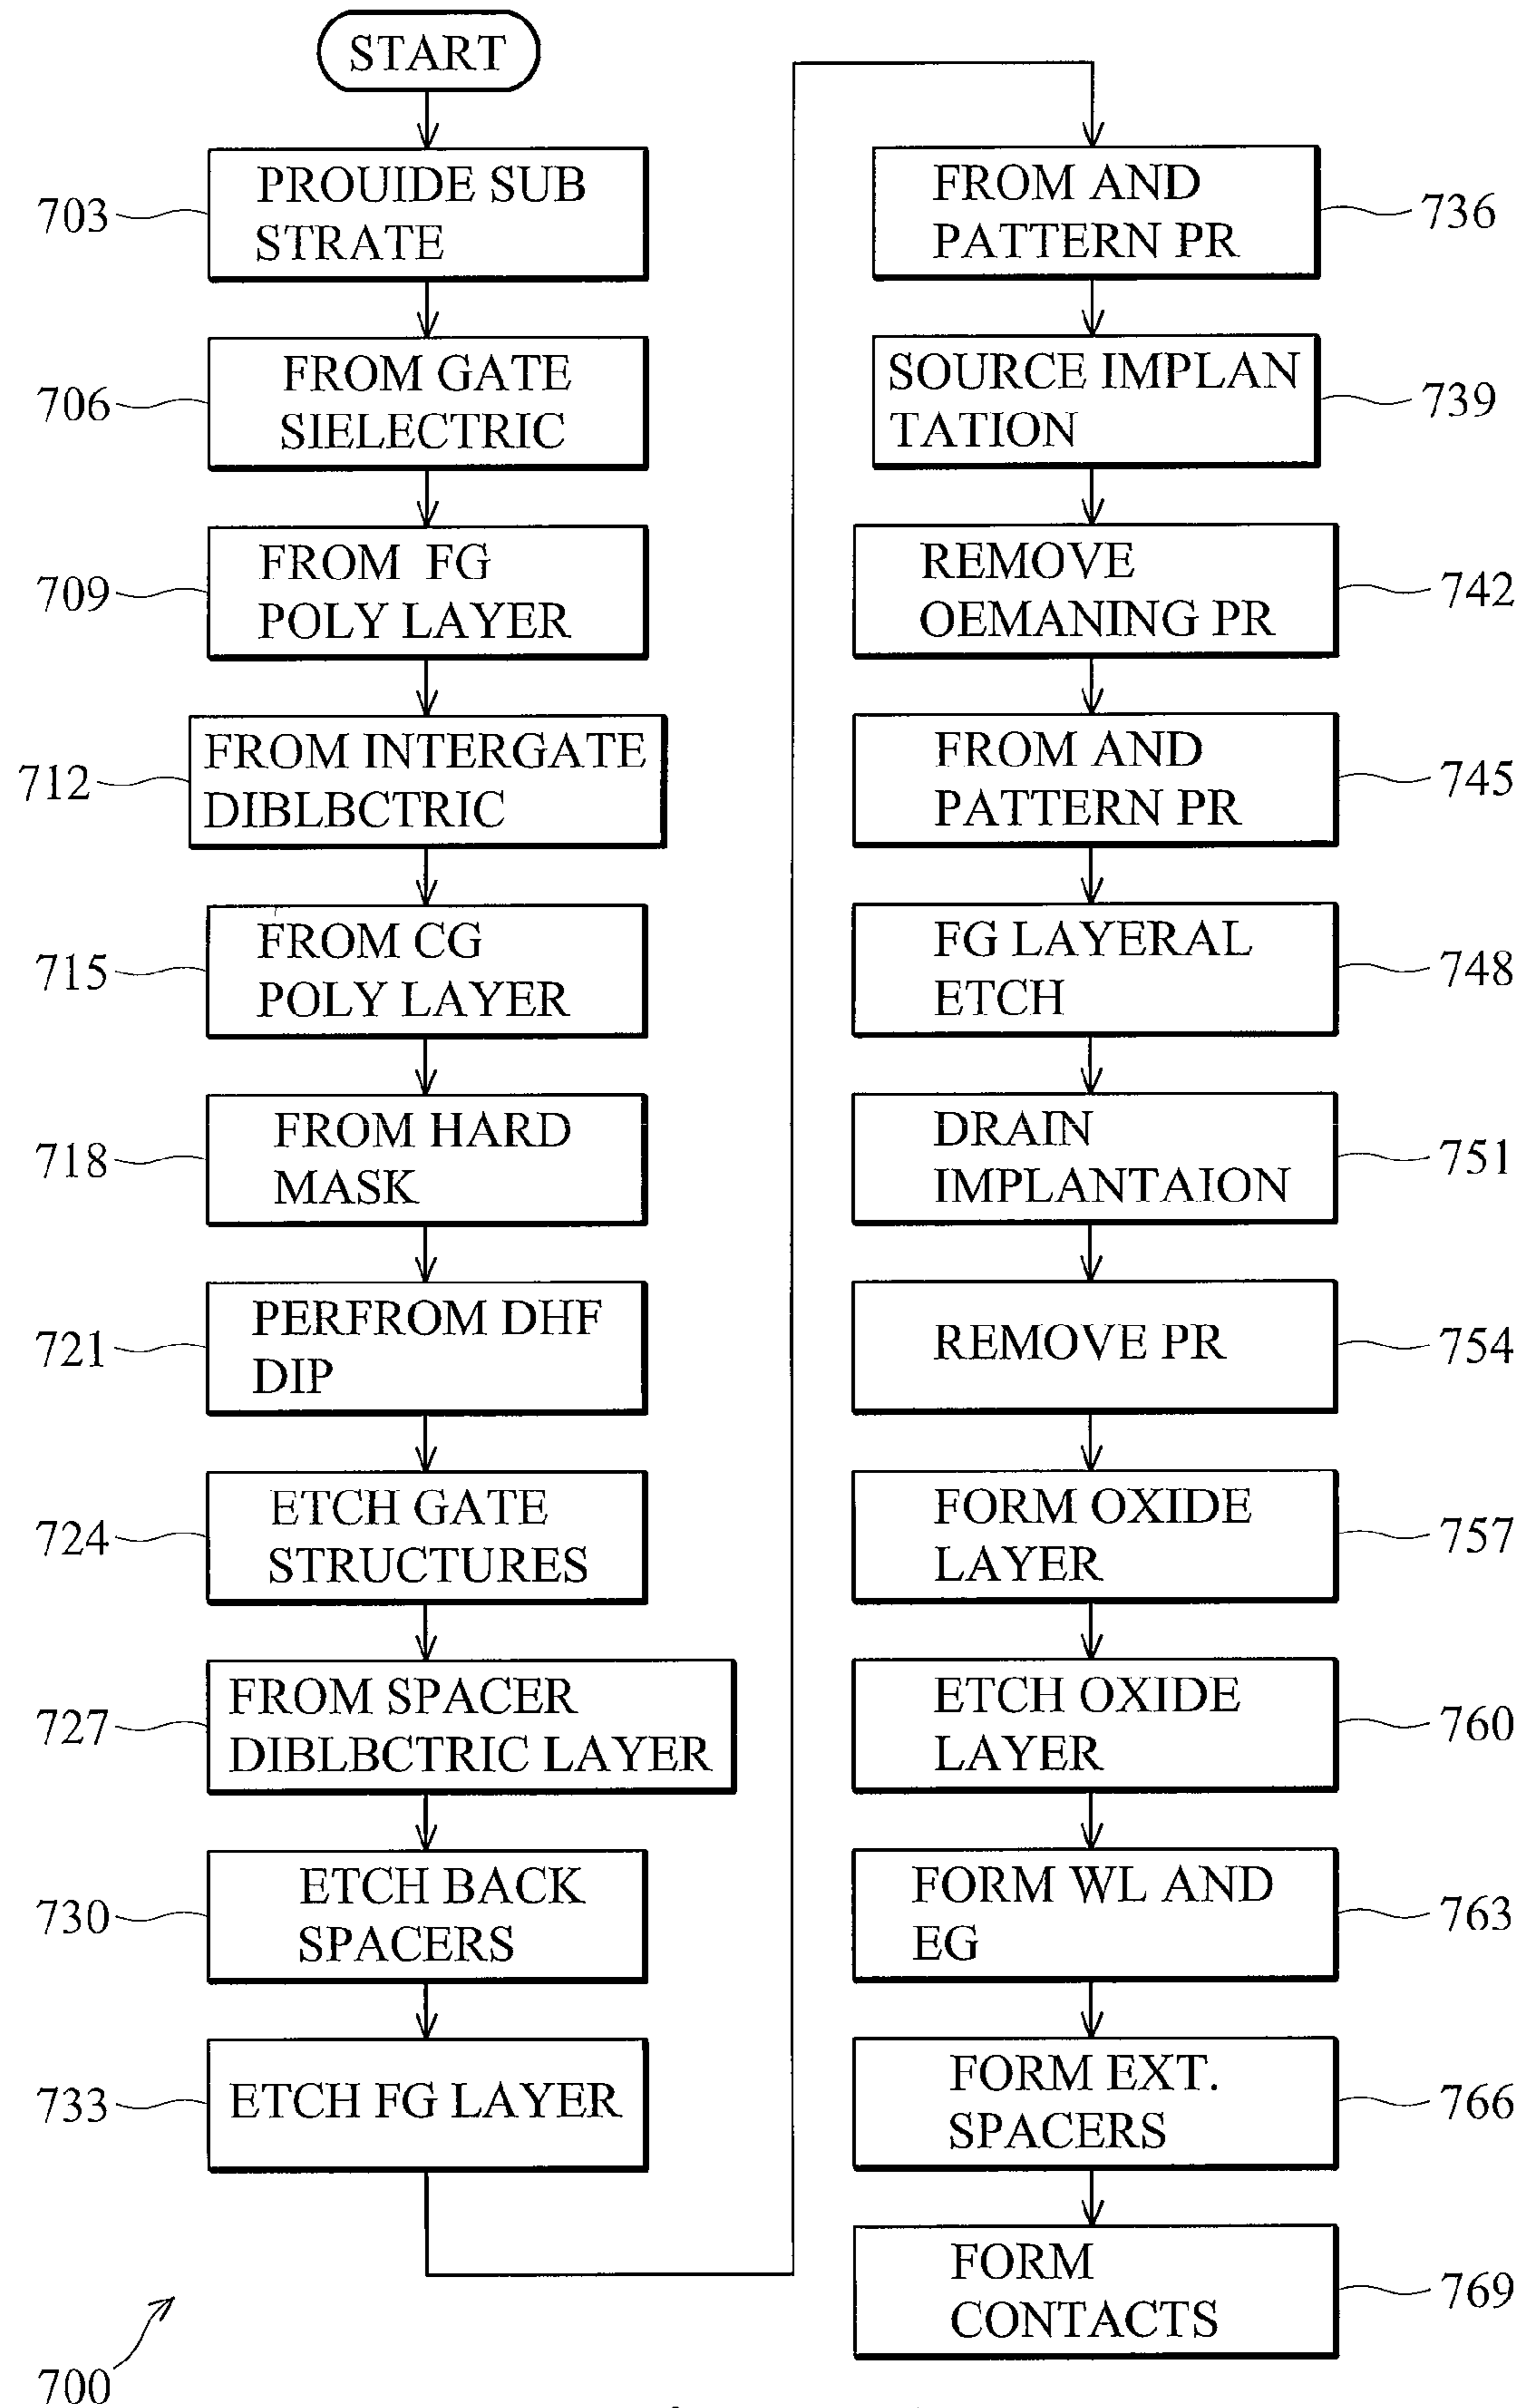 START
703
PROUIDE SUB
STRATE
706
FROM GATE
SIELECTRIC
709
FROM FG
POLY LAYER
712
FROM INTERGATE
DIBLBCTRIC
715
FROM CG
POLY LAYER
718
FROM HARD
MASK
721
PERFROM DHF
DIP
724
ETCH GATE
STRUCTURES
727
FROM SPACER
DIBLBCTRIC LAYER
730
ETCH BACK
SPACERS
733
ETCH FG LAYER
700
FROM AND
PATTERN PR
736
SOURCE IMPLAN
TATION
739
REMOVE
OEMANING PR
742
FROM AND
PATTERN PR
745
FG LAYERAL
ETCH
748
DRAIN
IMPLANTAION
751
REMOVE PR
754
FORM OXIDE
LAYER
757
ETCH OXIDE
LAYER
760
FORM WL AND
EG
763
FORM EXT.
SPACERS
766
FORM
CONTACTS
769